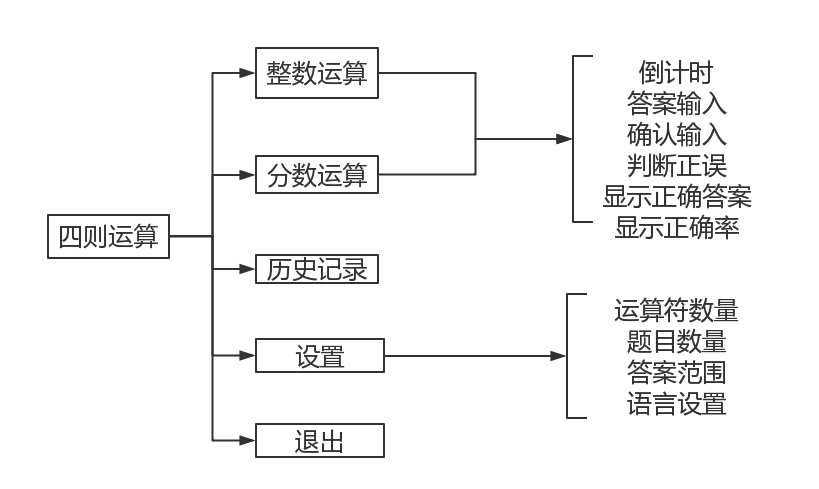 四则运算
整数运算
分数运算
历史记录
设置
退出
倒计时
答案输入
确认输入
判断正误
显示正确答案
显示正确率
运算符数量
题目数量
答案范围
语言设置